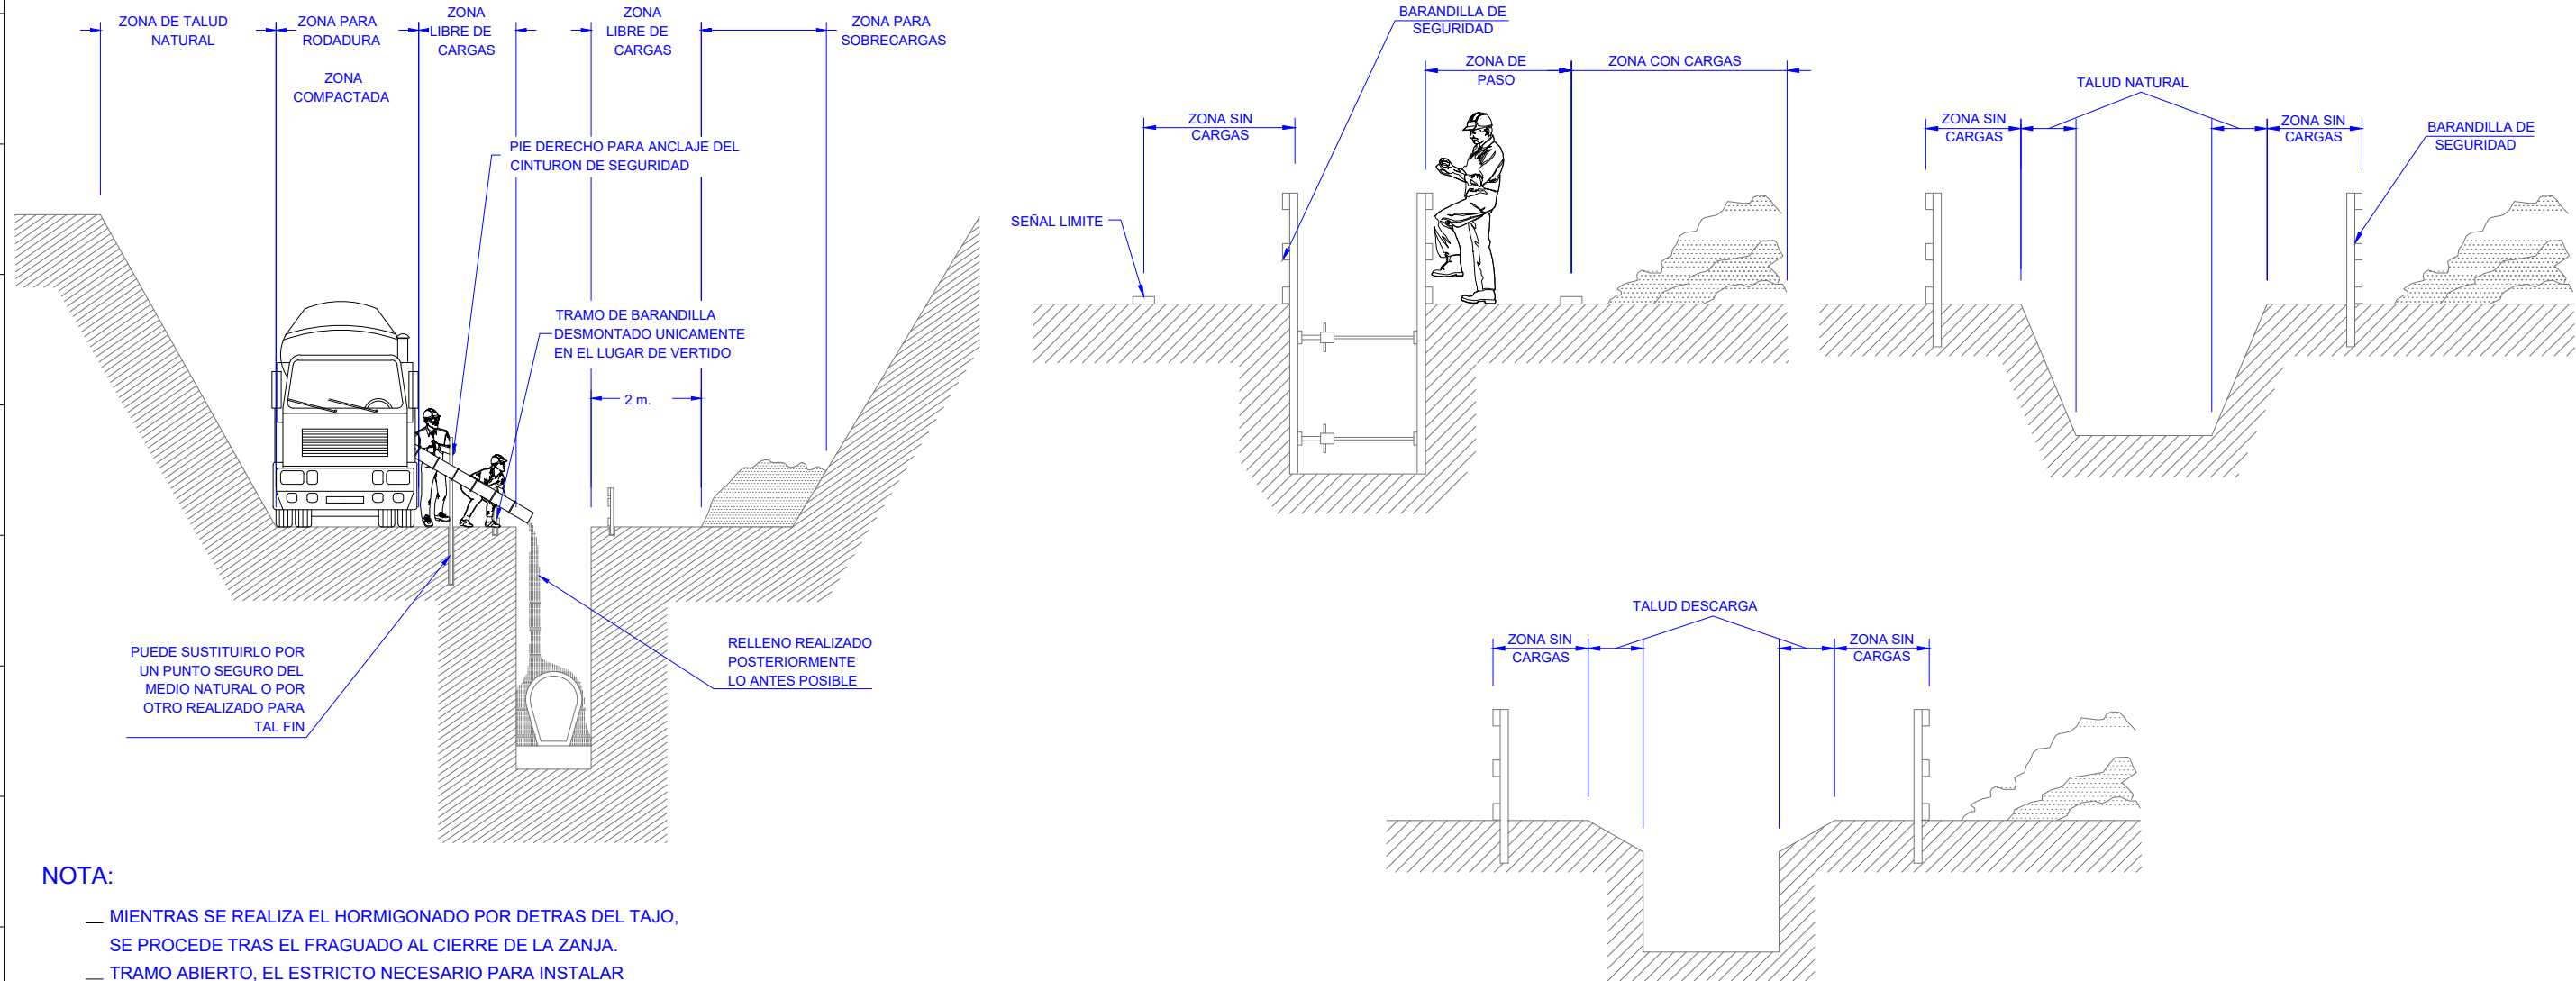 ZONA DE TALUD
NATURAL
ZONA PARA
RODADURA
ZONA
COMPACTADA
ZONA
LIBRE DE
CARGAS
ZONA
LIBRE DE
CARGAS
ZONA PARA
SOBRECARGAS
PIE DERECHO PARA ANCLAJE DEL
CINTURON DE SEGURIDAD
TRAMO DE BARANDILLA
DESMONTADO UNICAMENTE
EN EL LUGAR DE VERTIDO
2 m.
PUEDE SUSTITUIRLO POR
UN PUNTO SEGURO DEL
MEDIO NATURAL O POR
OTRO REALIZADO PARA
TAL FIN
RELLENO REALIZADO
POSTERIORMENTE
LO ANTES POSIBLE
BARANDILLA DE
SEGURIDAD
ZONA DE
PASO
ZONA CON CARGAS
ZONA SIN
CARGAS
SEÑAL LIMITE
TALUD NATURAL
ZONA SIN
CARGAS
ZONA SIN
CARGAS
BARANDILLA DE
SEGURIDAD
TALUD DESCARGA
ZONA SIN
CARGAS
ZONA SIN
CARGAS
NOTA:
__ MIENTRAS SE REALIZA EL HORMIGONADO POR DETRAS DEL TAJO,
SE PROCEDE TRAS EL FRAGUADO AL CIERRE DE LA ZANJA.
__ TRAMO ABIERTO, EL ESTRICTO NECESARIO PARA INSTALAR